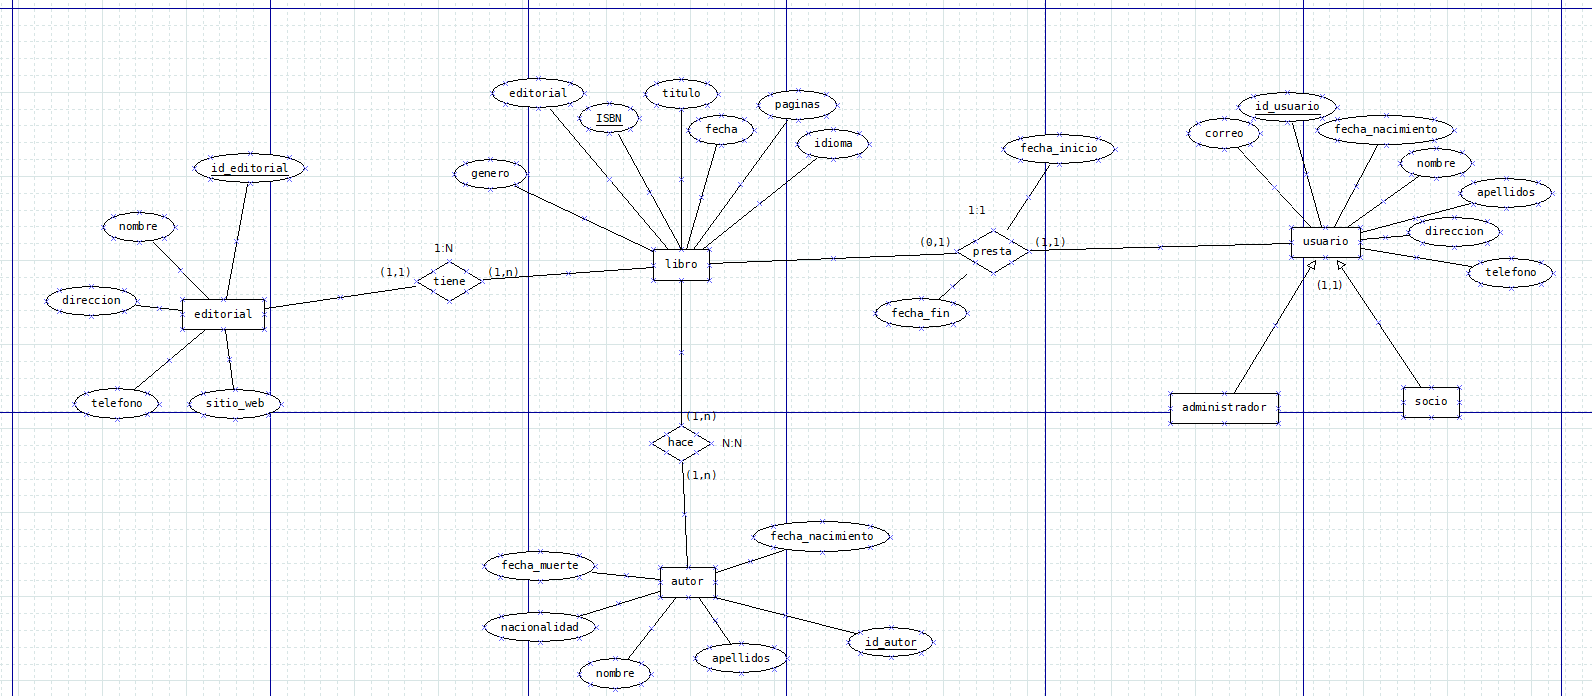 editorial
ISBN
titulo
fecha
paginas
idioma
genero
id_editorial
nombre
direccion
editorial
telefono
sitio_web
1:N
(1,1)
tiene
(1,n)
libro
1:1
(0,1)
presta
(1,1)
fecha_inicio
fecha_fin
id_usuario
correo
fecha_nacimiento
nombre
apellidos
direccion
telefono
usuario
(1,1)
administrador
socio
(1,n)
hace
N:N
(1,n)
fecha_nacimiento
fecha_muerte
autor
nacionalidad
nombre
apellidos
id_autor